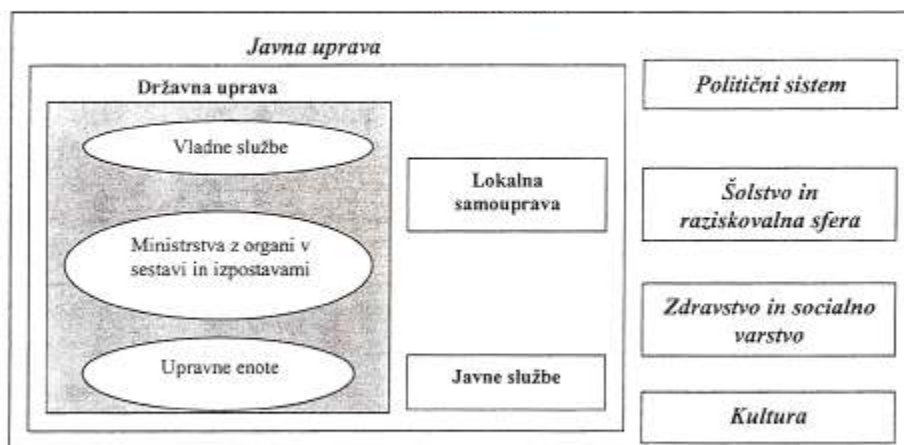 Javna uprava
Državna uprava
Vladne službe
Ministrstva z organi v
sestavi in izpostavami
Upravne enote
Lokalna
samouprava
Javne službe
Politični sistem
Šolstvo in
raziskovalna sfera
Zdravstvo in socialno
varstvo
Kultura